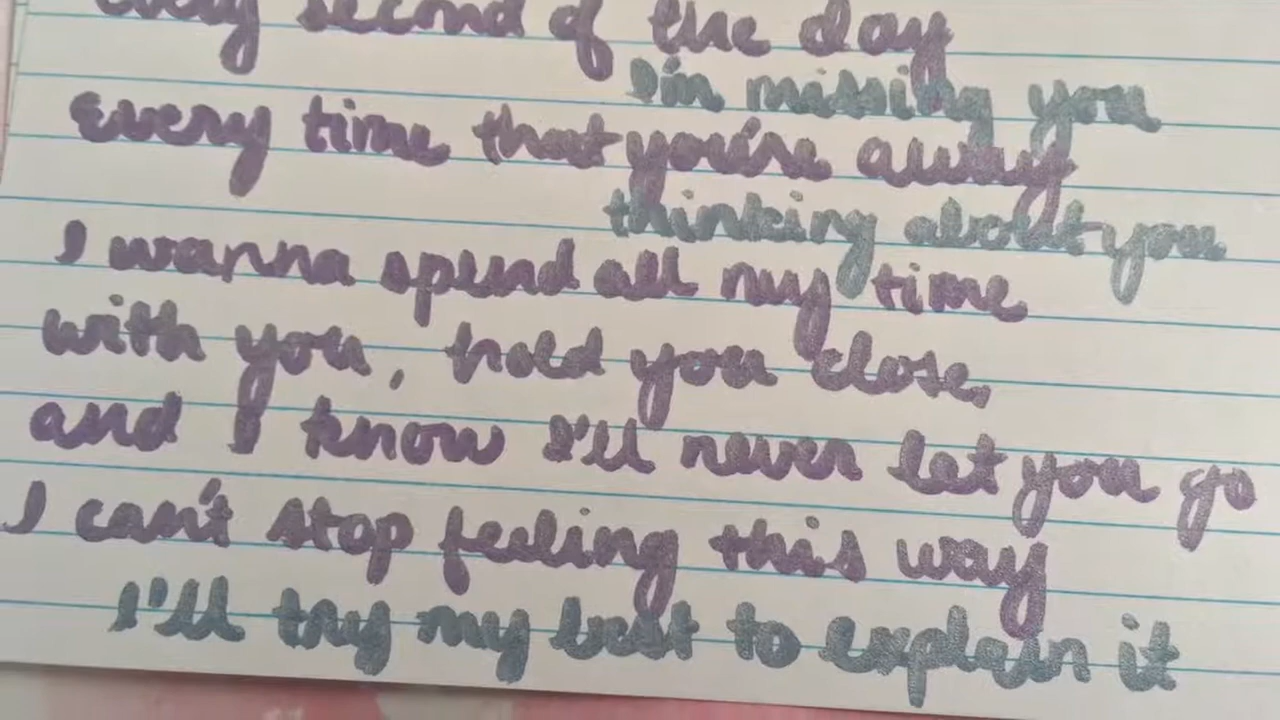 every second of the day
I'm missing you
every time that you're away
thinking about you
I wanna spend all my time
with you, hold you close,
and I know I'll never let you go
I can't stop feeling this way
I'll try my best to explain it